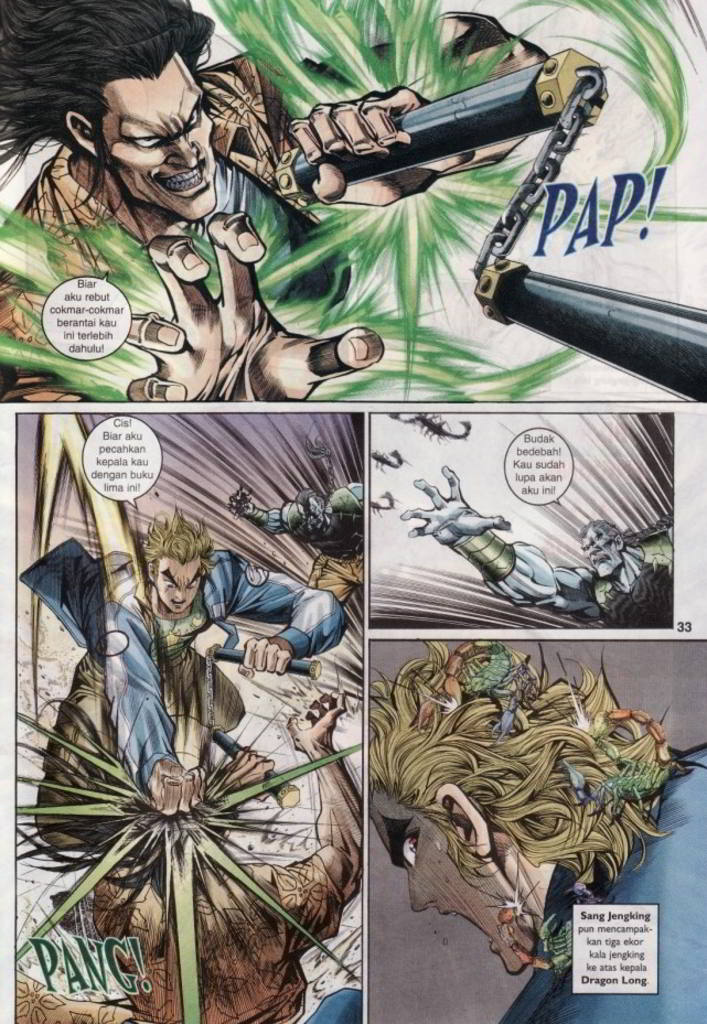 PAP!
Biar
aku rebut
cokmar-cokmar
berantai kau
ini terlebih
dahulu!
Cis!
Biar aku
pecahkan
kepala kau
dengan buku
lima ini!
PANG!
Budak
bedebah!
Kau sudah
lupa akan
aku ini!
33
Sang Jengking
pun mencampak-
kan tiga ekor
kala jengking
ke atas kepala
Dragon Long.